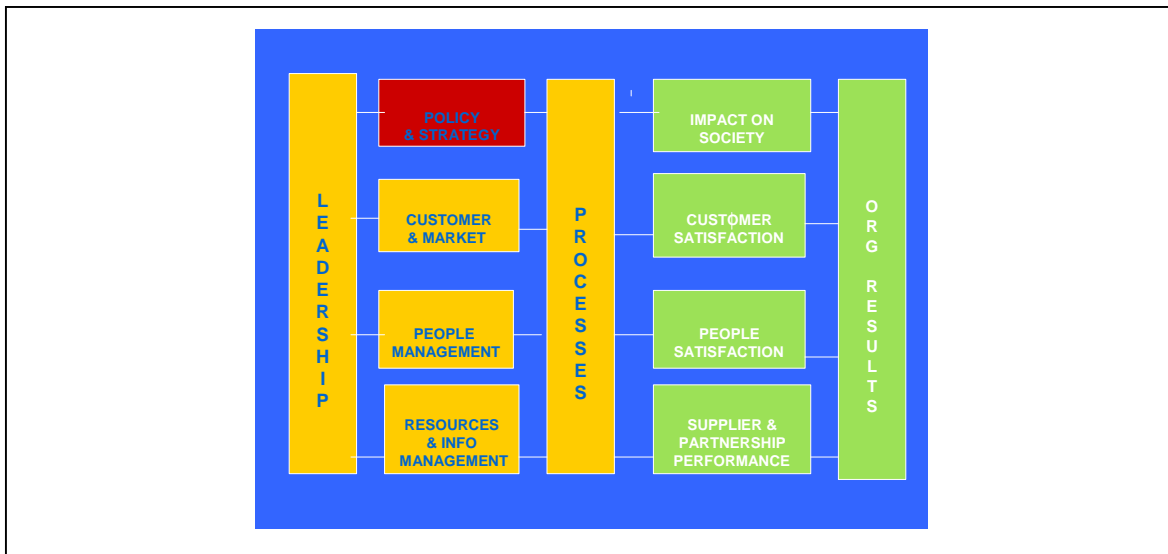 LEADERSHIP
POLICY
& STRATEGY
CUSTOMER
& MARKET
PEOPLE
MANAGEMENT
RESOURCES
& INFO
MANAGEMENT
PROCESSES
IMPACT ON
SOCIETY
CUSTOMER
SATISFACTION
PEOPLE
SATISFACTION
SUPPLIER &
PARTNERSHIP
PERFORMANCE
ORG RESULTS